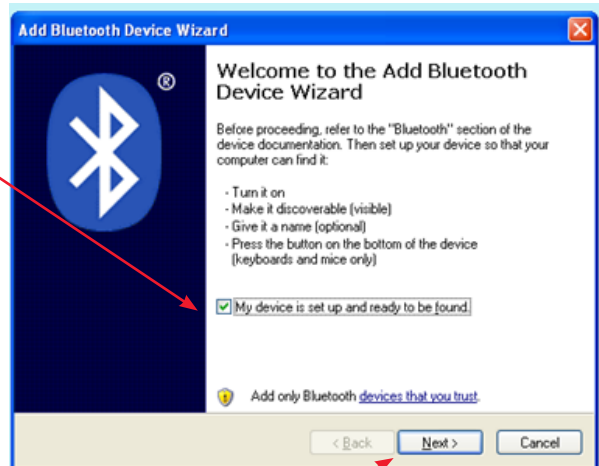 Add Bluetooth Device Wizard
®
Welcome to the Add Bluetooth
Device Wizard
Before proceeding, refer to the "Bluetooth" section of the
device documentation. Then set up your device so that your
computer can find it:
- Turn it on
- Make it discoverable (visible)
- Give it a name (optional)
- Press the button on the bottom of the device
(keyboards and mice only)
My device is set up and ready to be found.
Add only Bluetooth devices that you trust.
< Back
Next >
Cancel